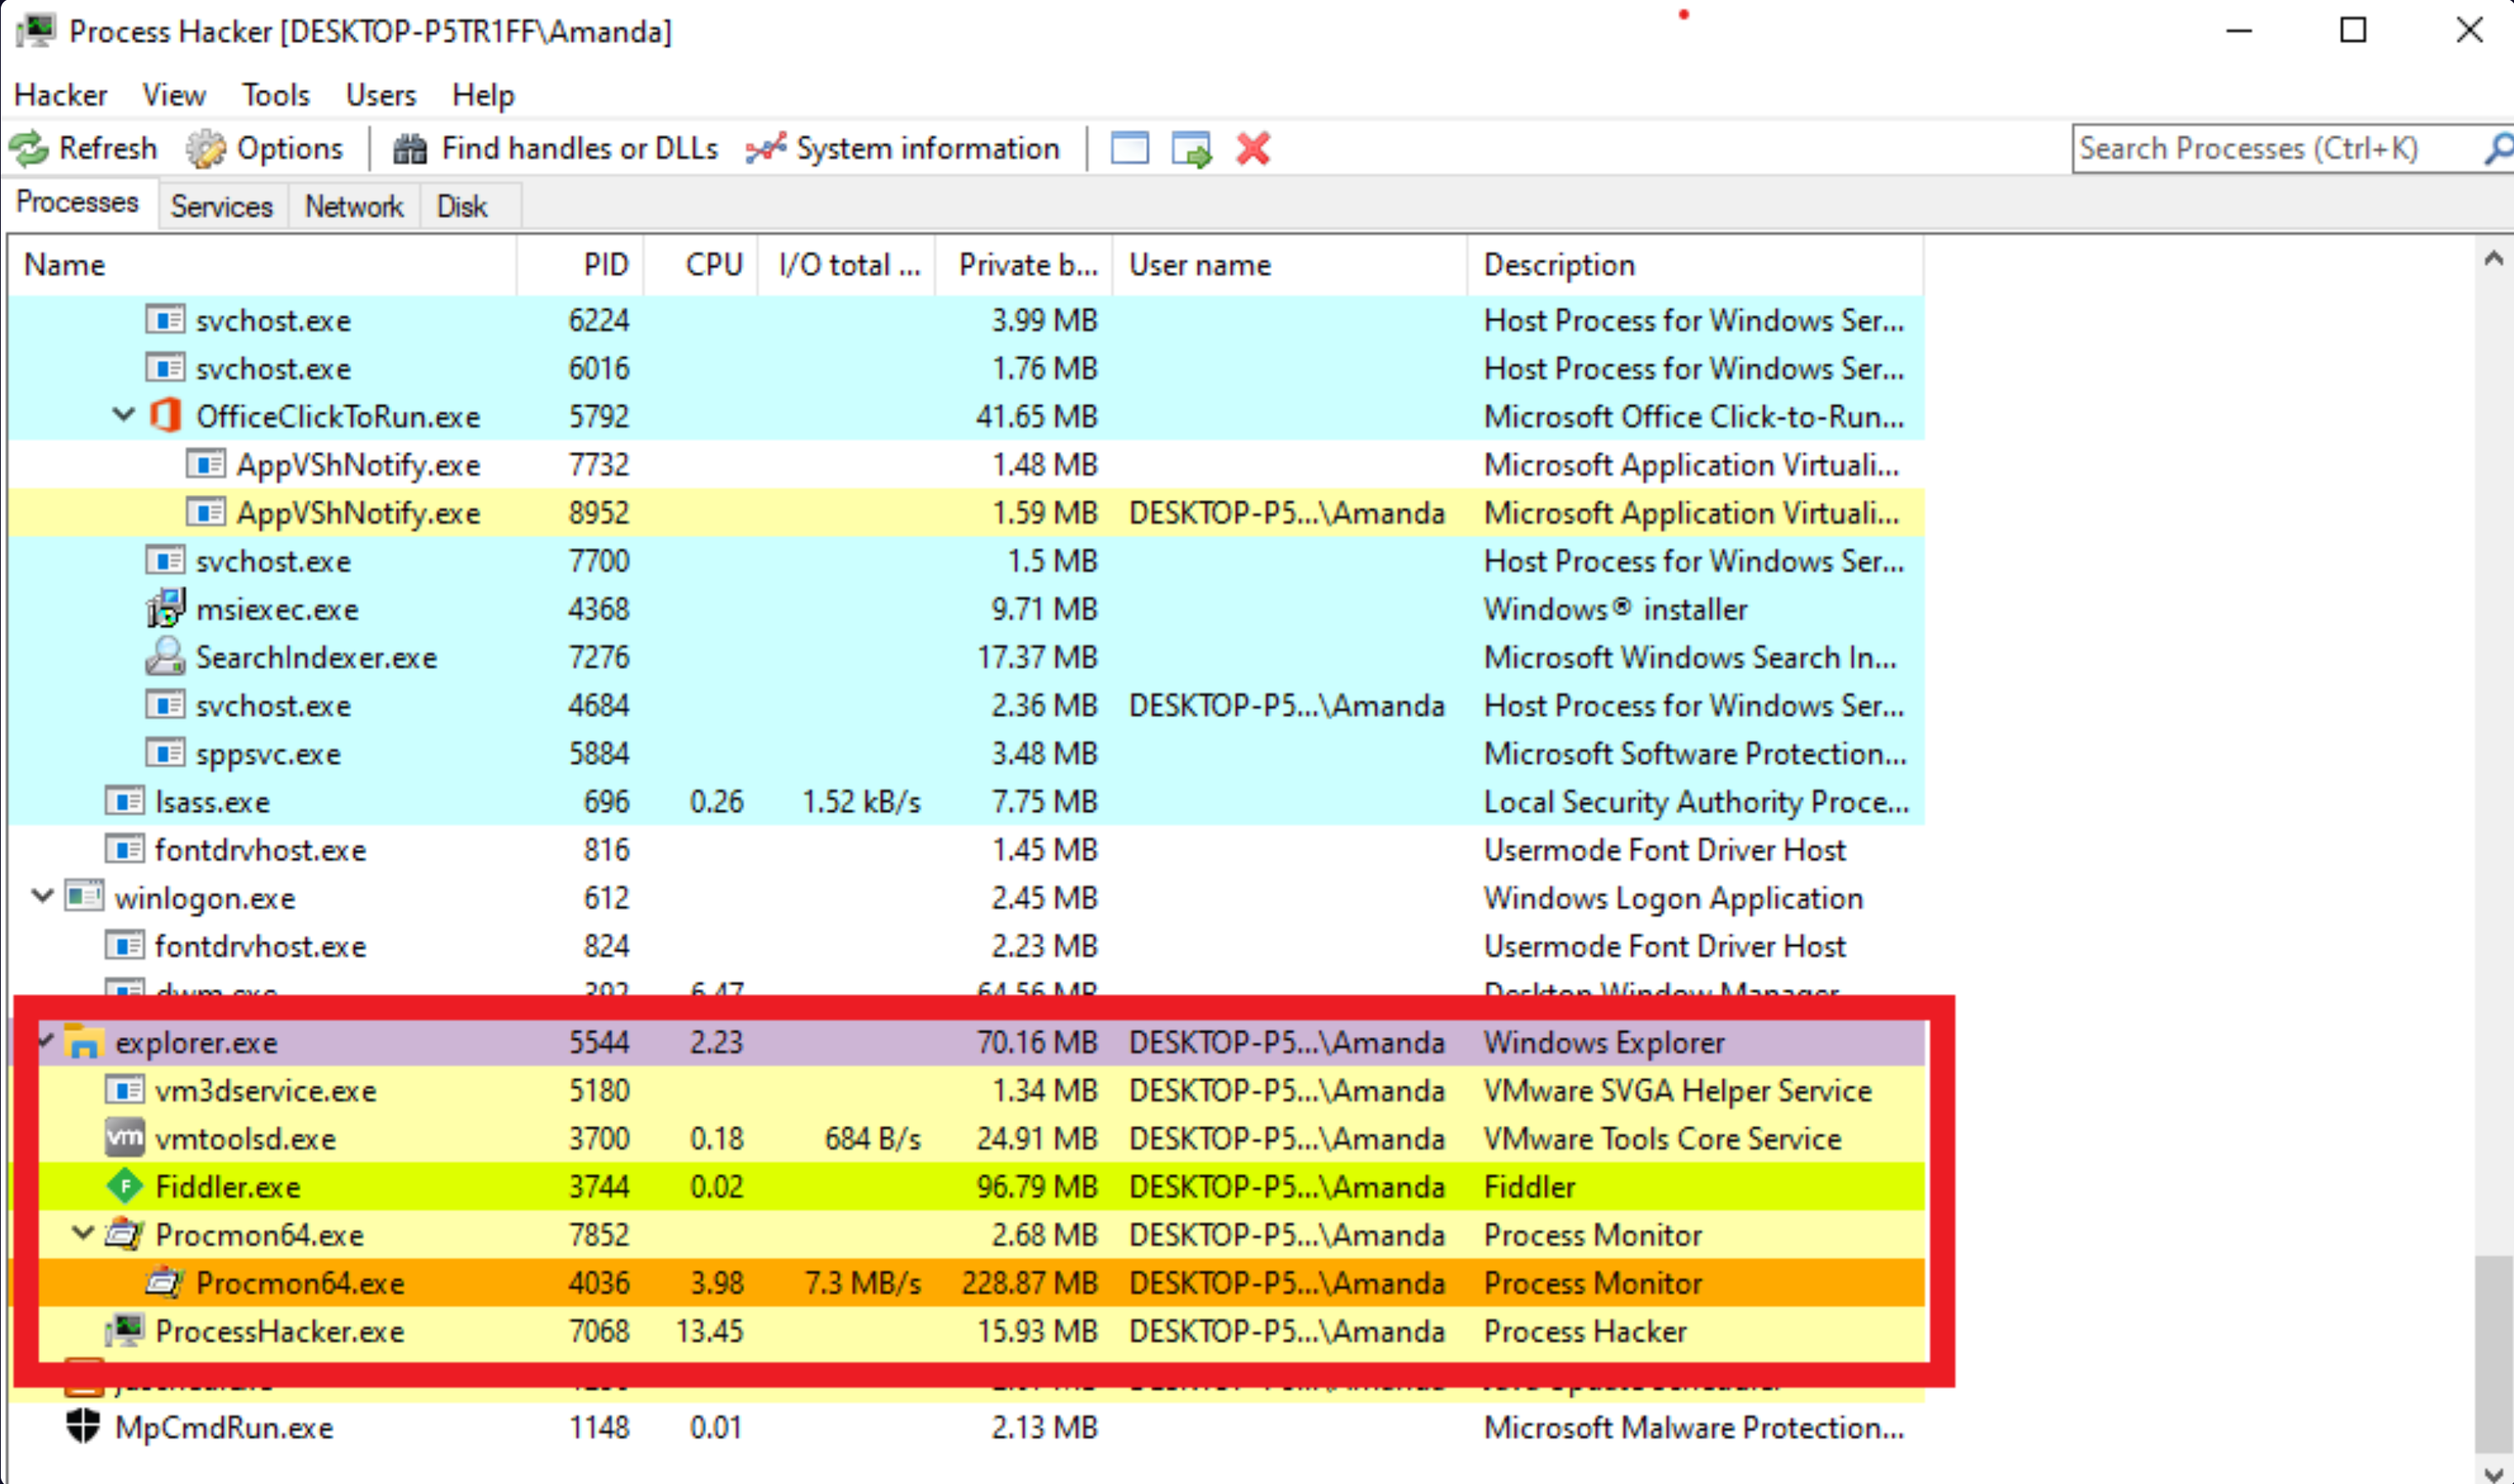 Process Hacker [DESKTOP-P5TR1FF\Amanda]
Hacker View Tools Users Help
Refresh Options Find handles or DLLs System information Search Processes (Ctrl+K)
Processes Services Network Disk
Name PID CPU I/O total ... Private b... User name Description
svchost.exe 6224 3.99 MB Host Process for Windows Ser...
svchost.exe 6016 1.76 MB Host Process for Windows Ser...
OfficeClickToRun.exe 5792 41.65 MB Microsoft Office Click-to-Run...
AppVShNotify.exe 7732 1.48 MB Microsoft Application Virtuali...
AppVShNotify.exe 8952 1.59 MB DESKTOP-P5...\Amanda Microsoft Application Virtuali...
svchost.exe 7700 1.5 MB Host Process for Windows Ser...
msiexec.exe 4368 9.71 MB Windows® installer
SearchIndexer.exe 7276 17.37 MB Microsoft Windows Search In...
svchost.exe 4684 2.36 MB DESKTOP-P5...\Amanda Host Process for Windows Ser...
sppsvc.exe 5884 3.48 MB Microsoft Software Protection...
lsass.exe 696 0.26 1.52 kB/s 7.75 MB Local Security Authority Proce...
fontdrvhost.exe 816 1.45 MB Usermode Font Driver Host
winlogon.exe 612 2.45 MB Windows Logon Application
fontdrvhost.exe 824 2.23 MB Usermode Font Driver Host
dwm.exe 392 6.47 64.56 MB Desktop Window Manager
explorer.exe 5544 2.23 70.16 MB DESKTOP-P5...\Amanda Windows Explorer
vm3dservice.exe 5180 1.34 MB DESKTOP-P5...\Amanda VMware SVGA Helper Service
vm vmtoolsd.exe 3700 0.18 684 B/s 24.91 MB DESKTOP-P5...\Amanda VMware Tools Core Service
F Fiddler.exe 3744 0.02 96.79 MB DESKTOP-P5...\Amanda Fiddler
Procmon64.exe 7852 2.68 MB DESKTOP-P5...\Amanda Process Monitor
Procmon64.exe 4036 3.98 7.3 MB/s 228.87 MB DESKTOP-P5...\Amanda Process Monitor
ProcessHacker.exe 7068 13.45 15.93 MB DESKTOP-P5...\Amanda Process Hacker
MpCmdRun.exe 1148 0.01 2.13 MB Microsoft Malware Protection...